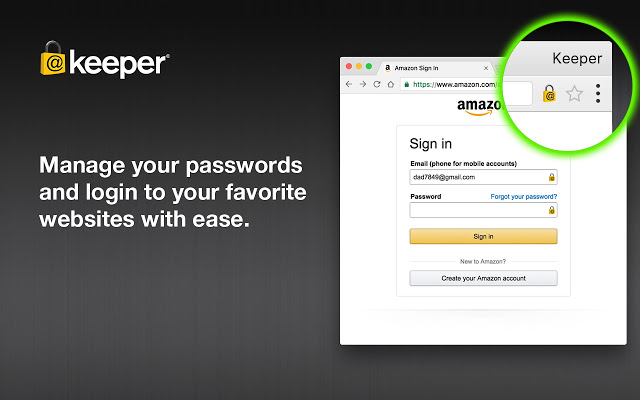 @keeper®
Manage your passwords
and login to your favorite
websites with ease.
Amazon Sign In
https://www.amazon.com/
Keeper
amazon
Sign in
Email (phone for mobile accounts)
dad7849@gmail.com
Password
Forgot your password?
Sign in
New to Amazon?
Create your Amazon account